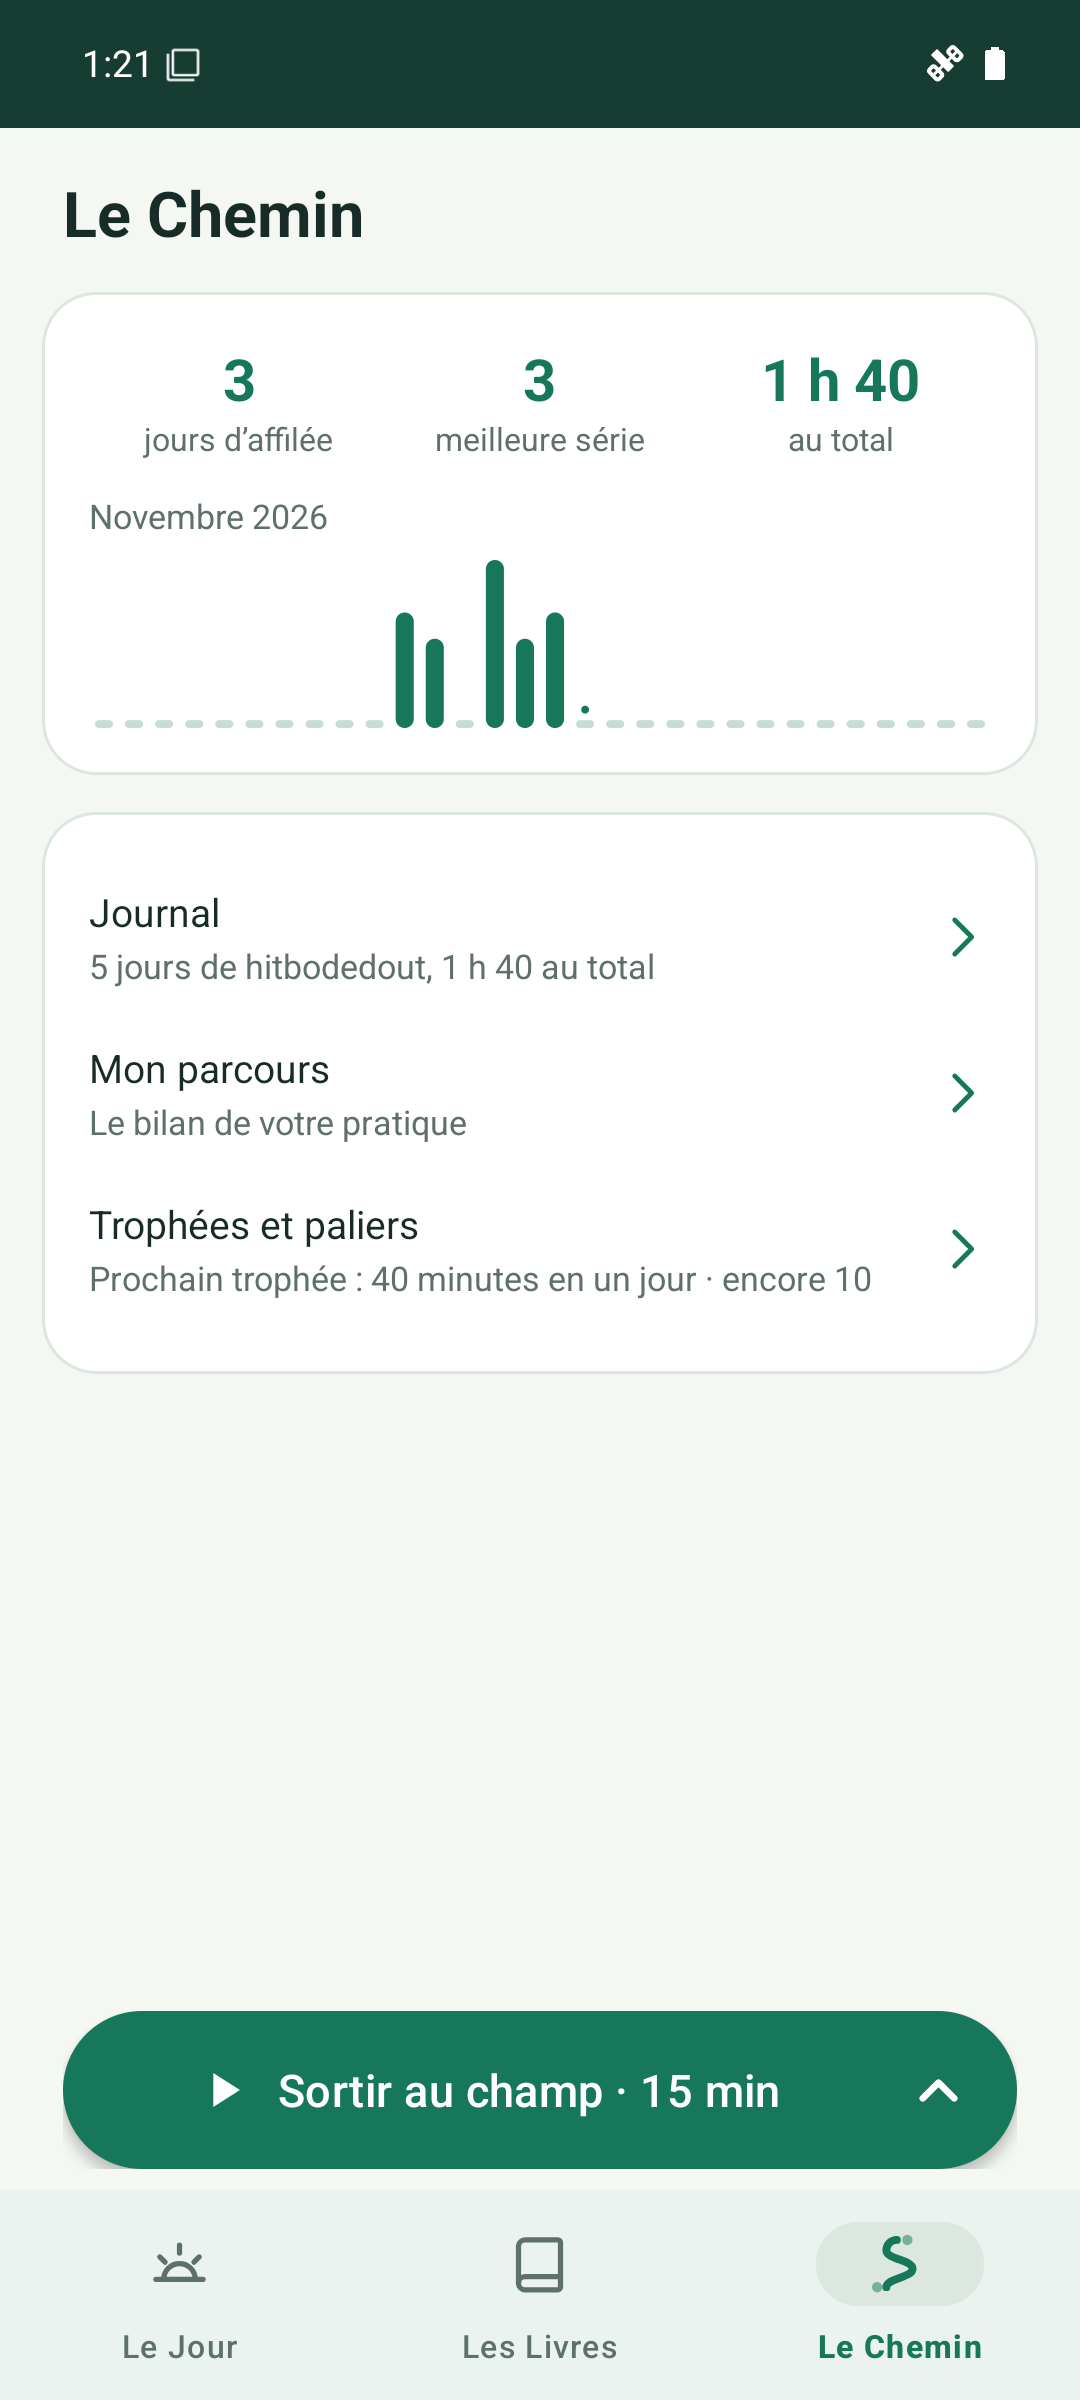 1:21
Le Chemin
3
jours d’affilée
3
meilleure série
1 h 40
au total
Novembre 2026
Journal
5 jours de hitbodedout, 1 h 40 au total
Mon parcours
Le bilan de votre pratique
Trophées et paliers
Prochain trophée : 40 minutes en un jour · encore 10
Sortir au champ · 15 min
Le Jour
Les Livres
Le Chemin